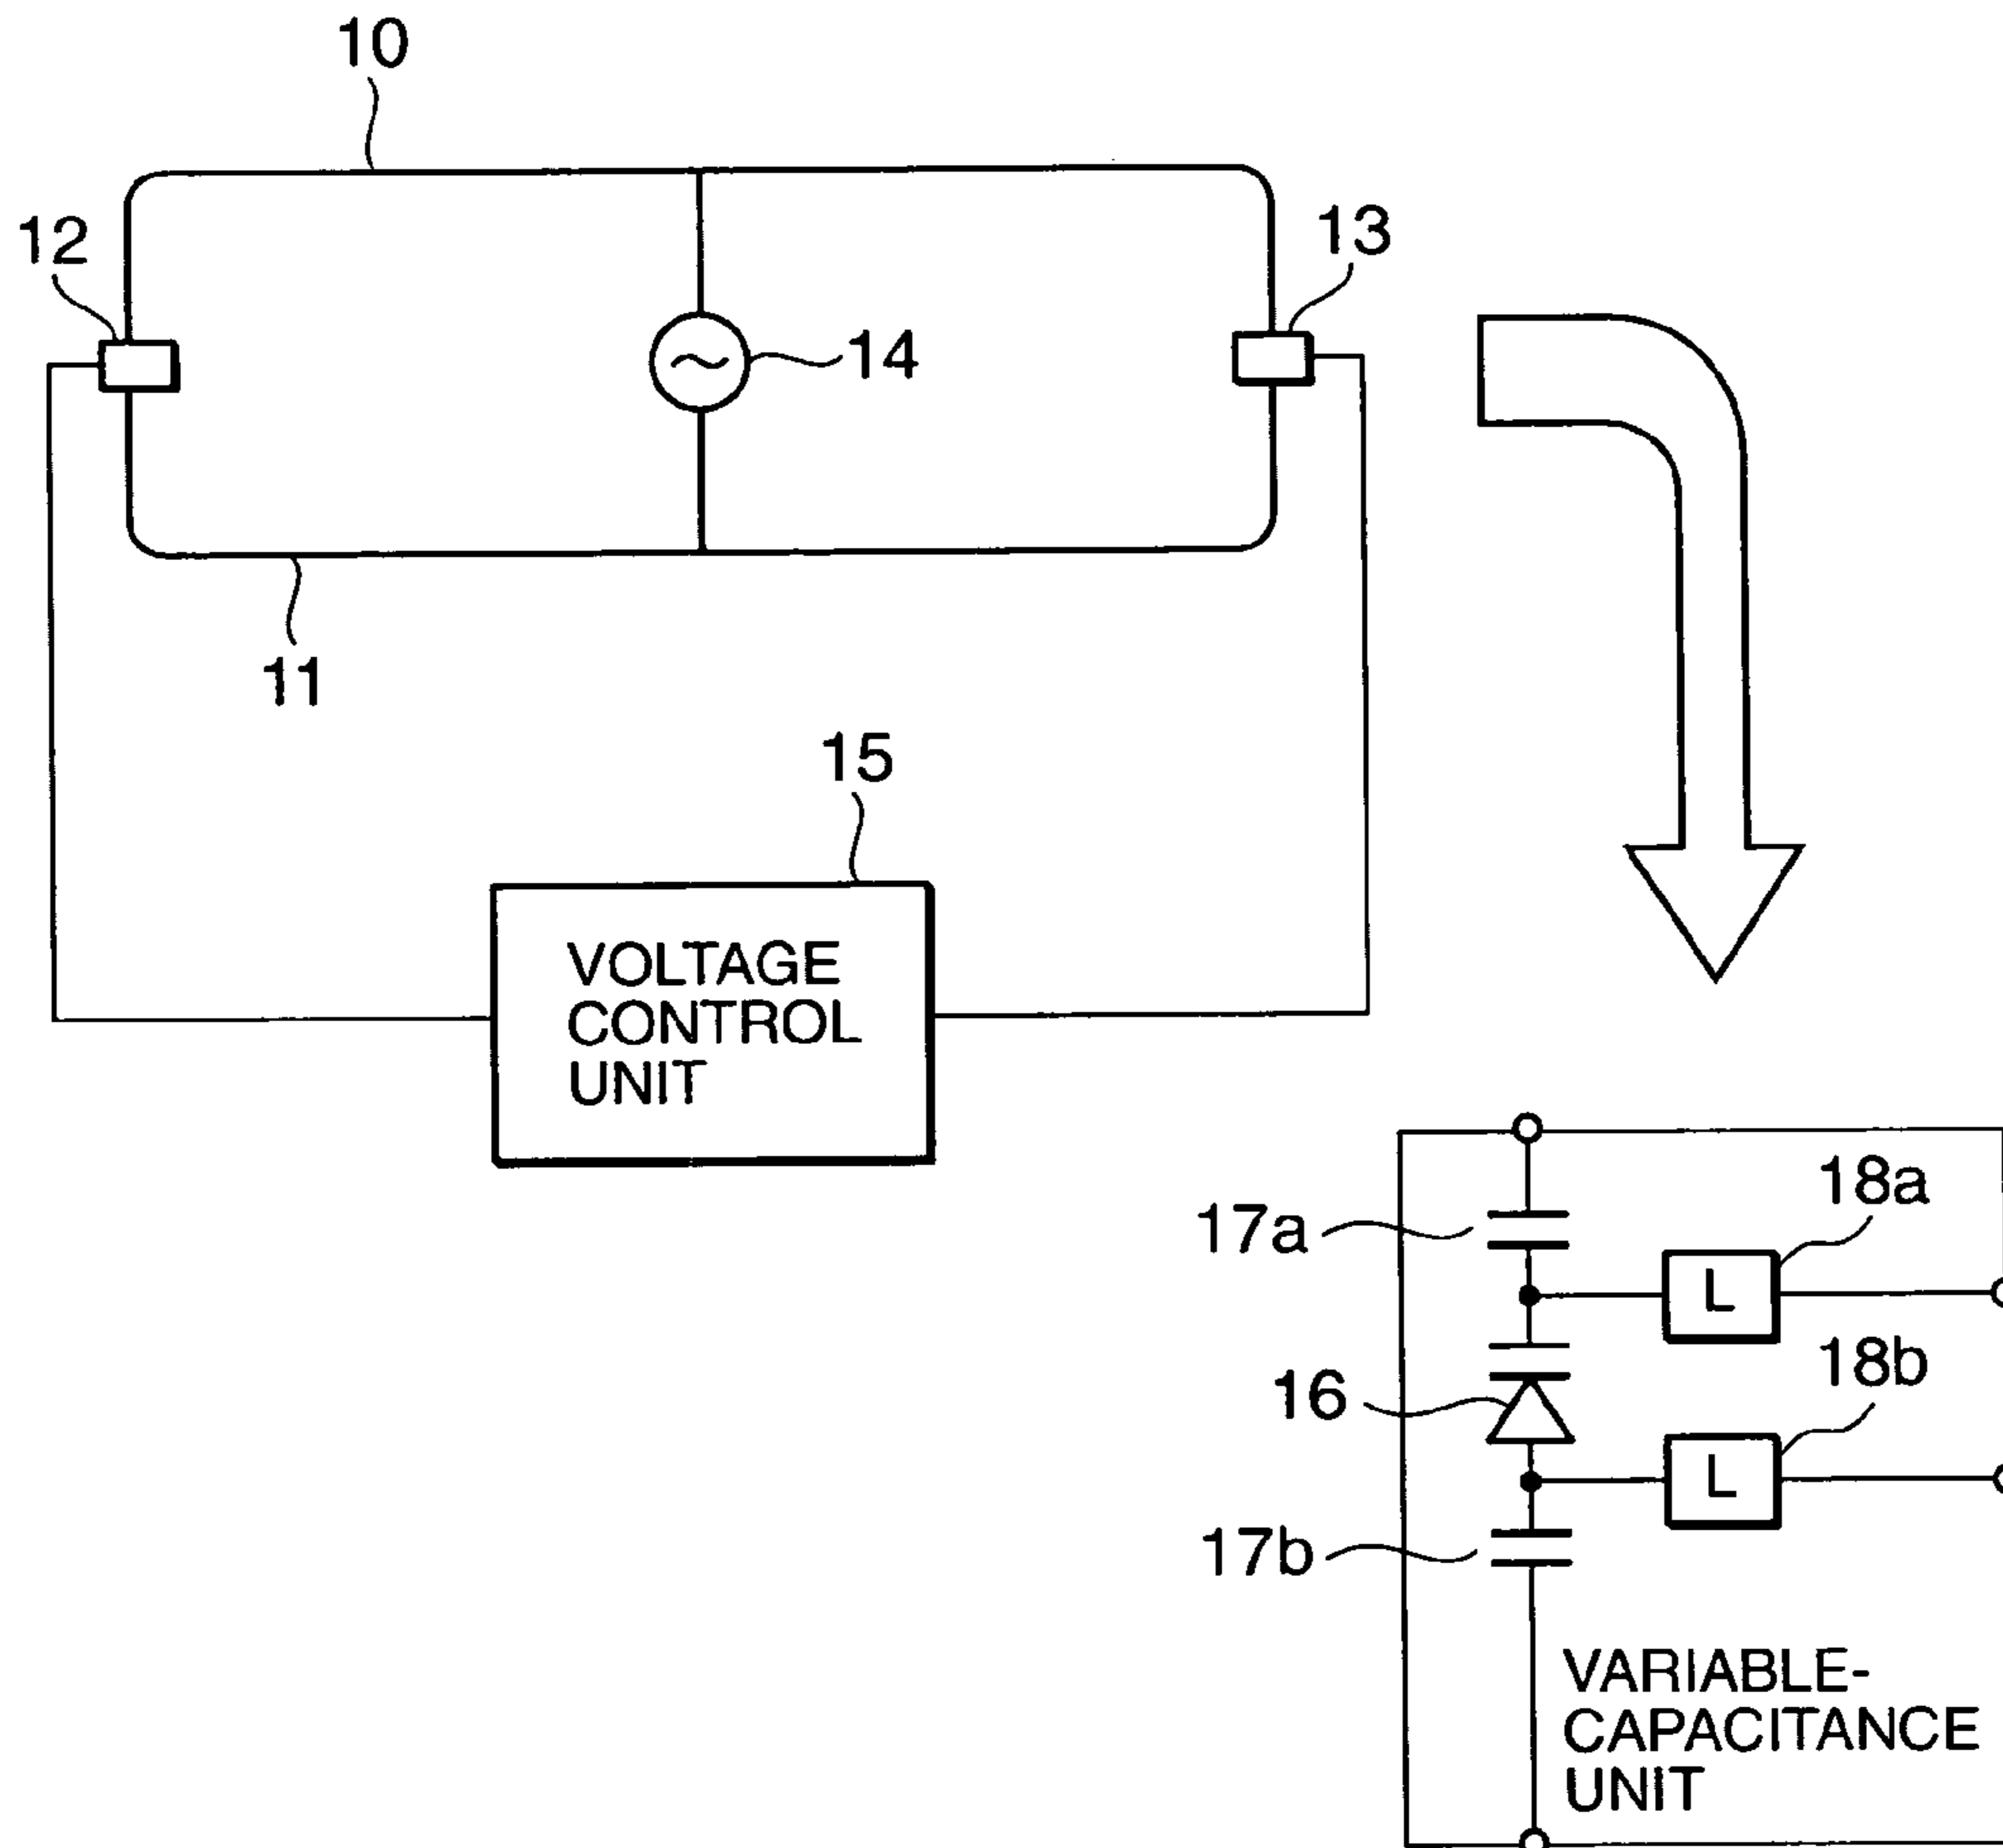 10
12
13
14
11
15
VOLTAGE
CONTROL
UNIT
17a
18a
L
16
18b
L
17b
VARIABLE-
CAPACITANCE
UNIT